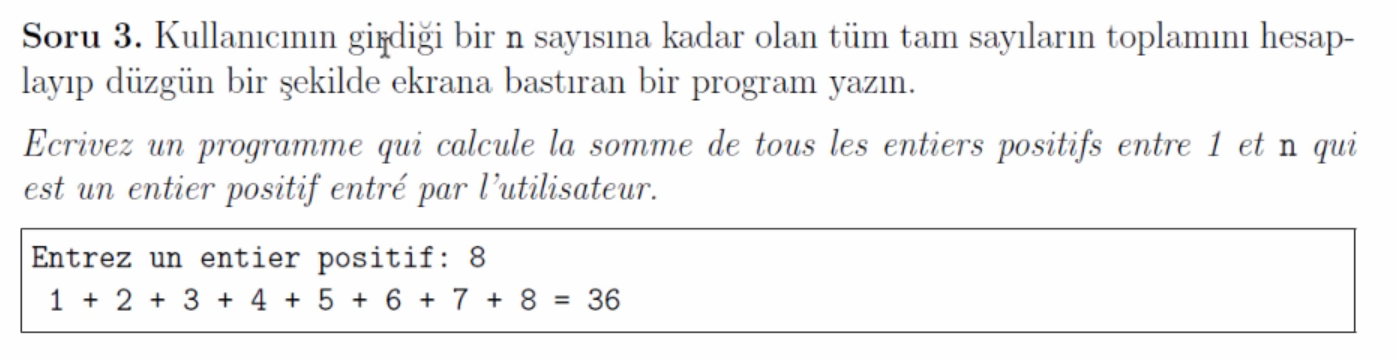 Soru 3. Kullanıcının girdiği bir n sayısına kadar olan tüm tam sayıların toplamını hesap-
layıp düzgün bir şekilde ekrana bastıran bir program yazın.
Ecrivez un programme qui calcule la somme de tous les entiers positifs entre 1 et n qui
est un entier positif entré par l'utilisateur.
Entrez un entier positif: 8
1 + 2 + 3 + 4 + 5 + 6 + 7 + 8 = 36